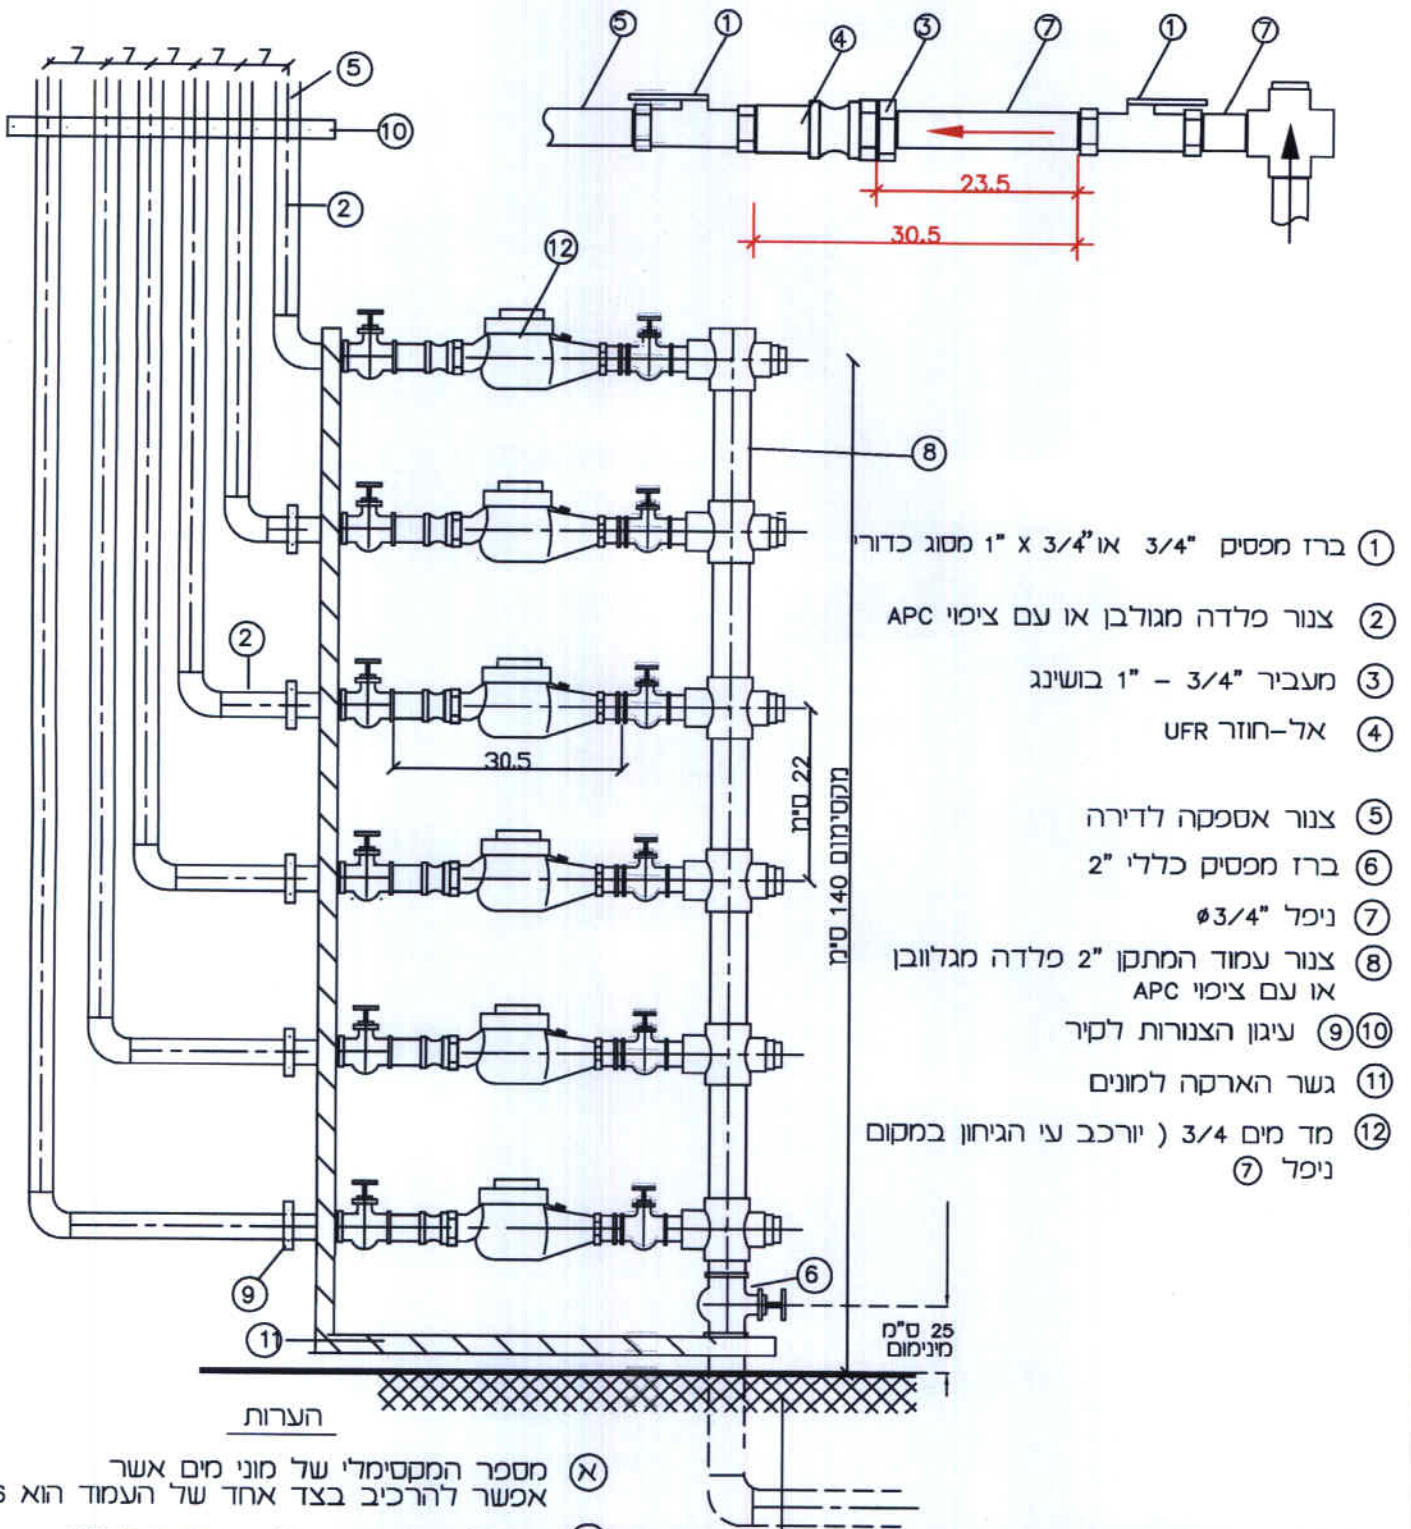 5
1
4
3
7
1
7
7 7 7 7 7
5
10
2
23.5
30.5
12
8
2
30.5
22 ס"מ
מקסימום 140 ס"מ
9
11
6
25 ס"מ
מינימום
1 ברז מפסיק "3/4 או "3/4 X "1 מסוג כדורי
2 צנור פלדה מגולבן או עם ציפוי APC
3 מעביר "3/4 - "1 בושינג
4 אל-חוזר UFR
5 צנור אספקה לדירה
6 ברז מפסיק כללי "2
7 ניפל "3/4ø
8 צנור עמוד המתקן "2 פלדה מגלוובן
או עם ציפוי APC
10 9 עיגון הצנורות לקיר
11 גשר הארקה למונים
12 מד מים 3/4 ( יורכב עי הגיחון במקום
ניפל 7
הערות
א מספר המקסימלי של מוני מים אשר
אפשר להרכיב בצד אחד של העמוד הוא 6